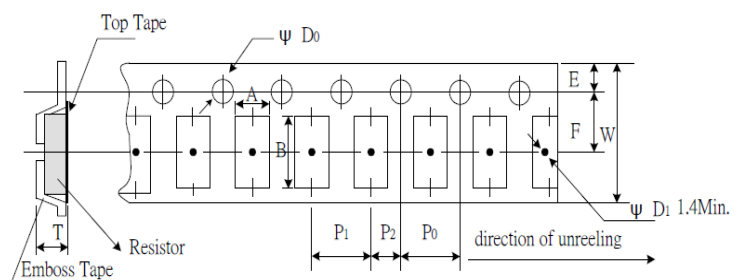 Top Tape
ψ D0
A
E
B
F
W
T
Resistor
Emboss Tape
P1
P2
P0
direction of unreeling
ψ D1 1.4Min.